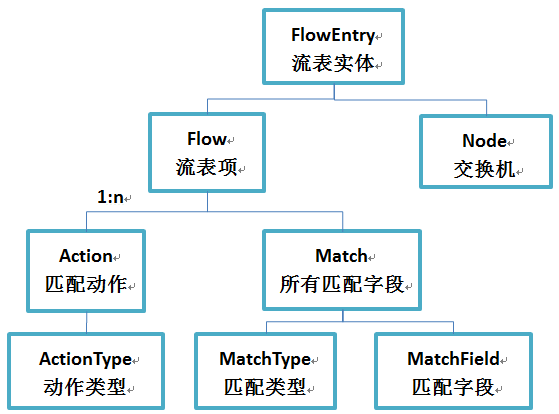 FlowEntry
流表实体
Flow
流表项
Node
交换机
1:n
Action
匹配动作
Match
所有匹配字段
ActionType
动作类型
MatchType
匹配类型
MatchField
匹配字段